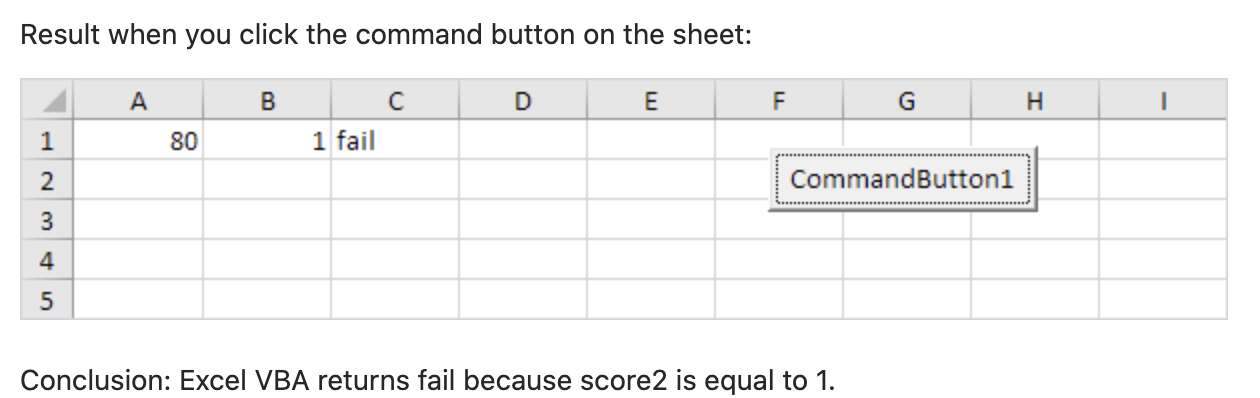 Result when you click the command button on the sheet:
A B C D E F G H I
1 80 1 fail
2 CommandButton1
3
4
5
Conclusion: Excel VBA returns fail because score2 is equal to 1.